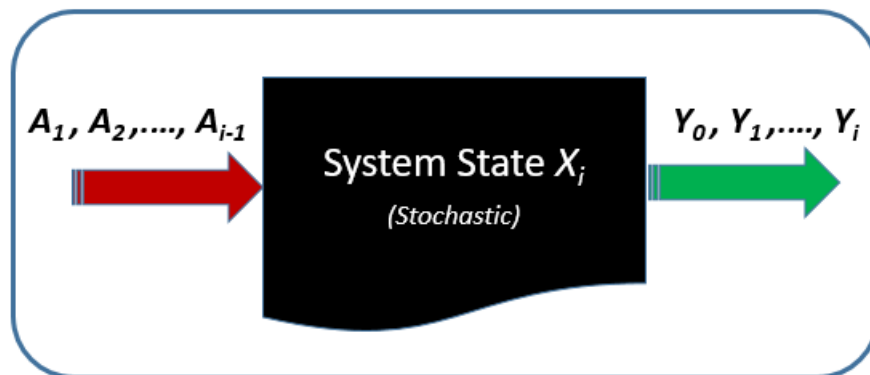 A1, A2,...., Ai-1
Y0, Y1,...., Yi
System State Xi
(Stochastic)